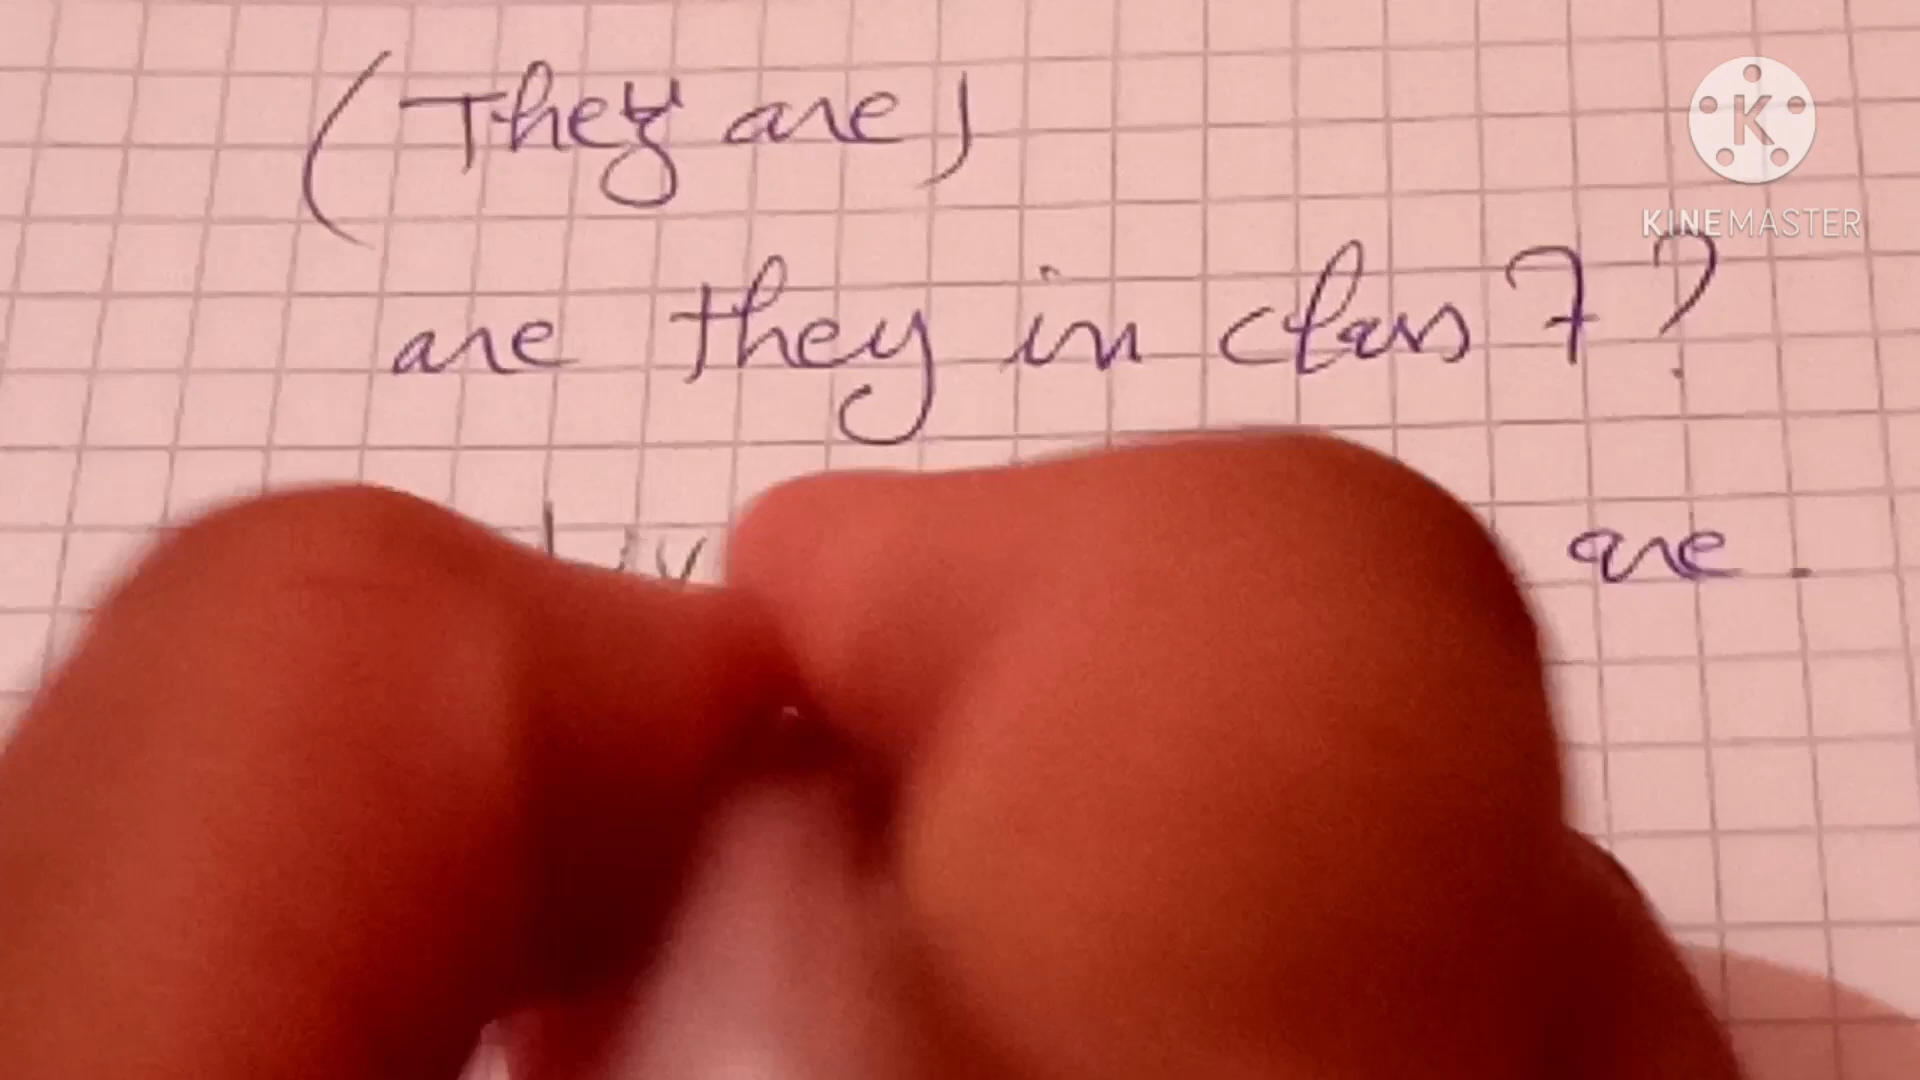 (They are)
K
KINEMASTER
are they in class 7?
are.